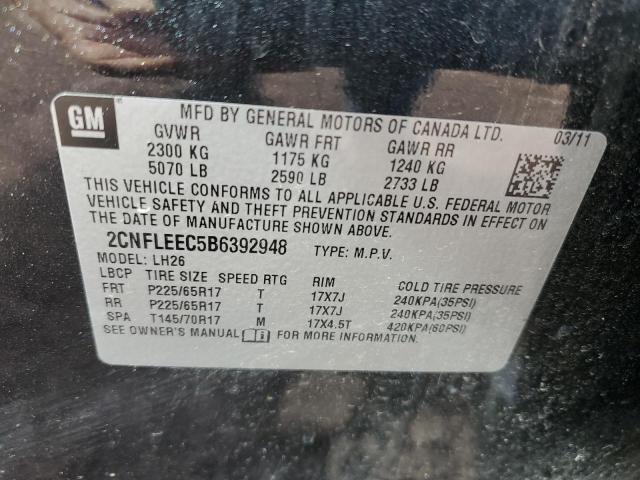 GM
MFD BY GENERAL MOTORS OF CANADA LTD. 03/11
GVWR GAWR FRT GAWR RR
2300 KG 1175 KG 1240 KG
5070 LB 2590 LB 2733 LB
THIS VEHICLE CONFORMS TO ALL APPLICABLE U.S. FEDERAL MOTOR
VEHICLE SAFETY AND THEFT PREVENTION STANDARDS IN EFFECT ON
THE DATE OF MANUFACTURE SHOWN ABOVE.
2CNFLEEC5B6392948 TYPE: M.P.V.
MODEL: LH26
LBCP TIRE SIZE SPEED RTG RIM COLD TIRE PRESSURE
FRT P225/65R17 T 17X7J 240KPA(35PSI)
RR P225/65R17 T 17X7J 240KPA(35PSI)
SPA T145/70R17 M 17X4.5T 420KPA(60PSI)
SEE OWNER'S MANUAL FOR MORE INFORMATION.